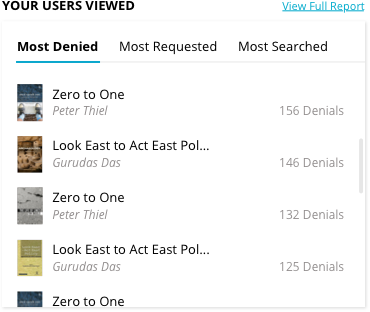 YOUR USERS VIEWED
View Full Report
Most Denied
Most Requested
Most Searched
Zero to One
Peter Thiel
156 Denials
Look East to Act East Pol...
Gurudas Das
146 Denials
Zero to One
Peter Thiel
132 Denials
Look East to Act East Pol...
Gurudas Das
125 Denials
Zero to One